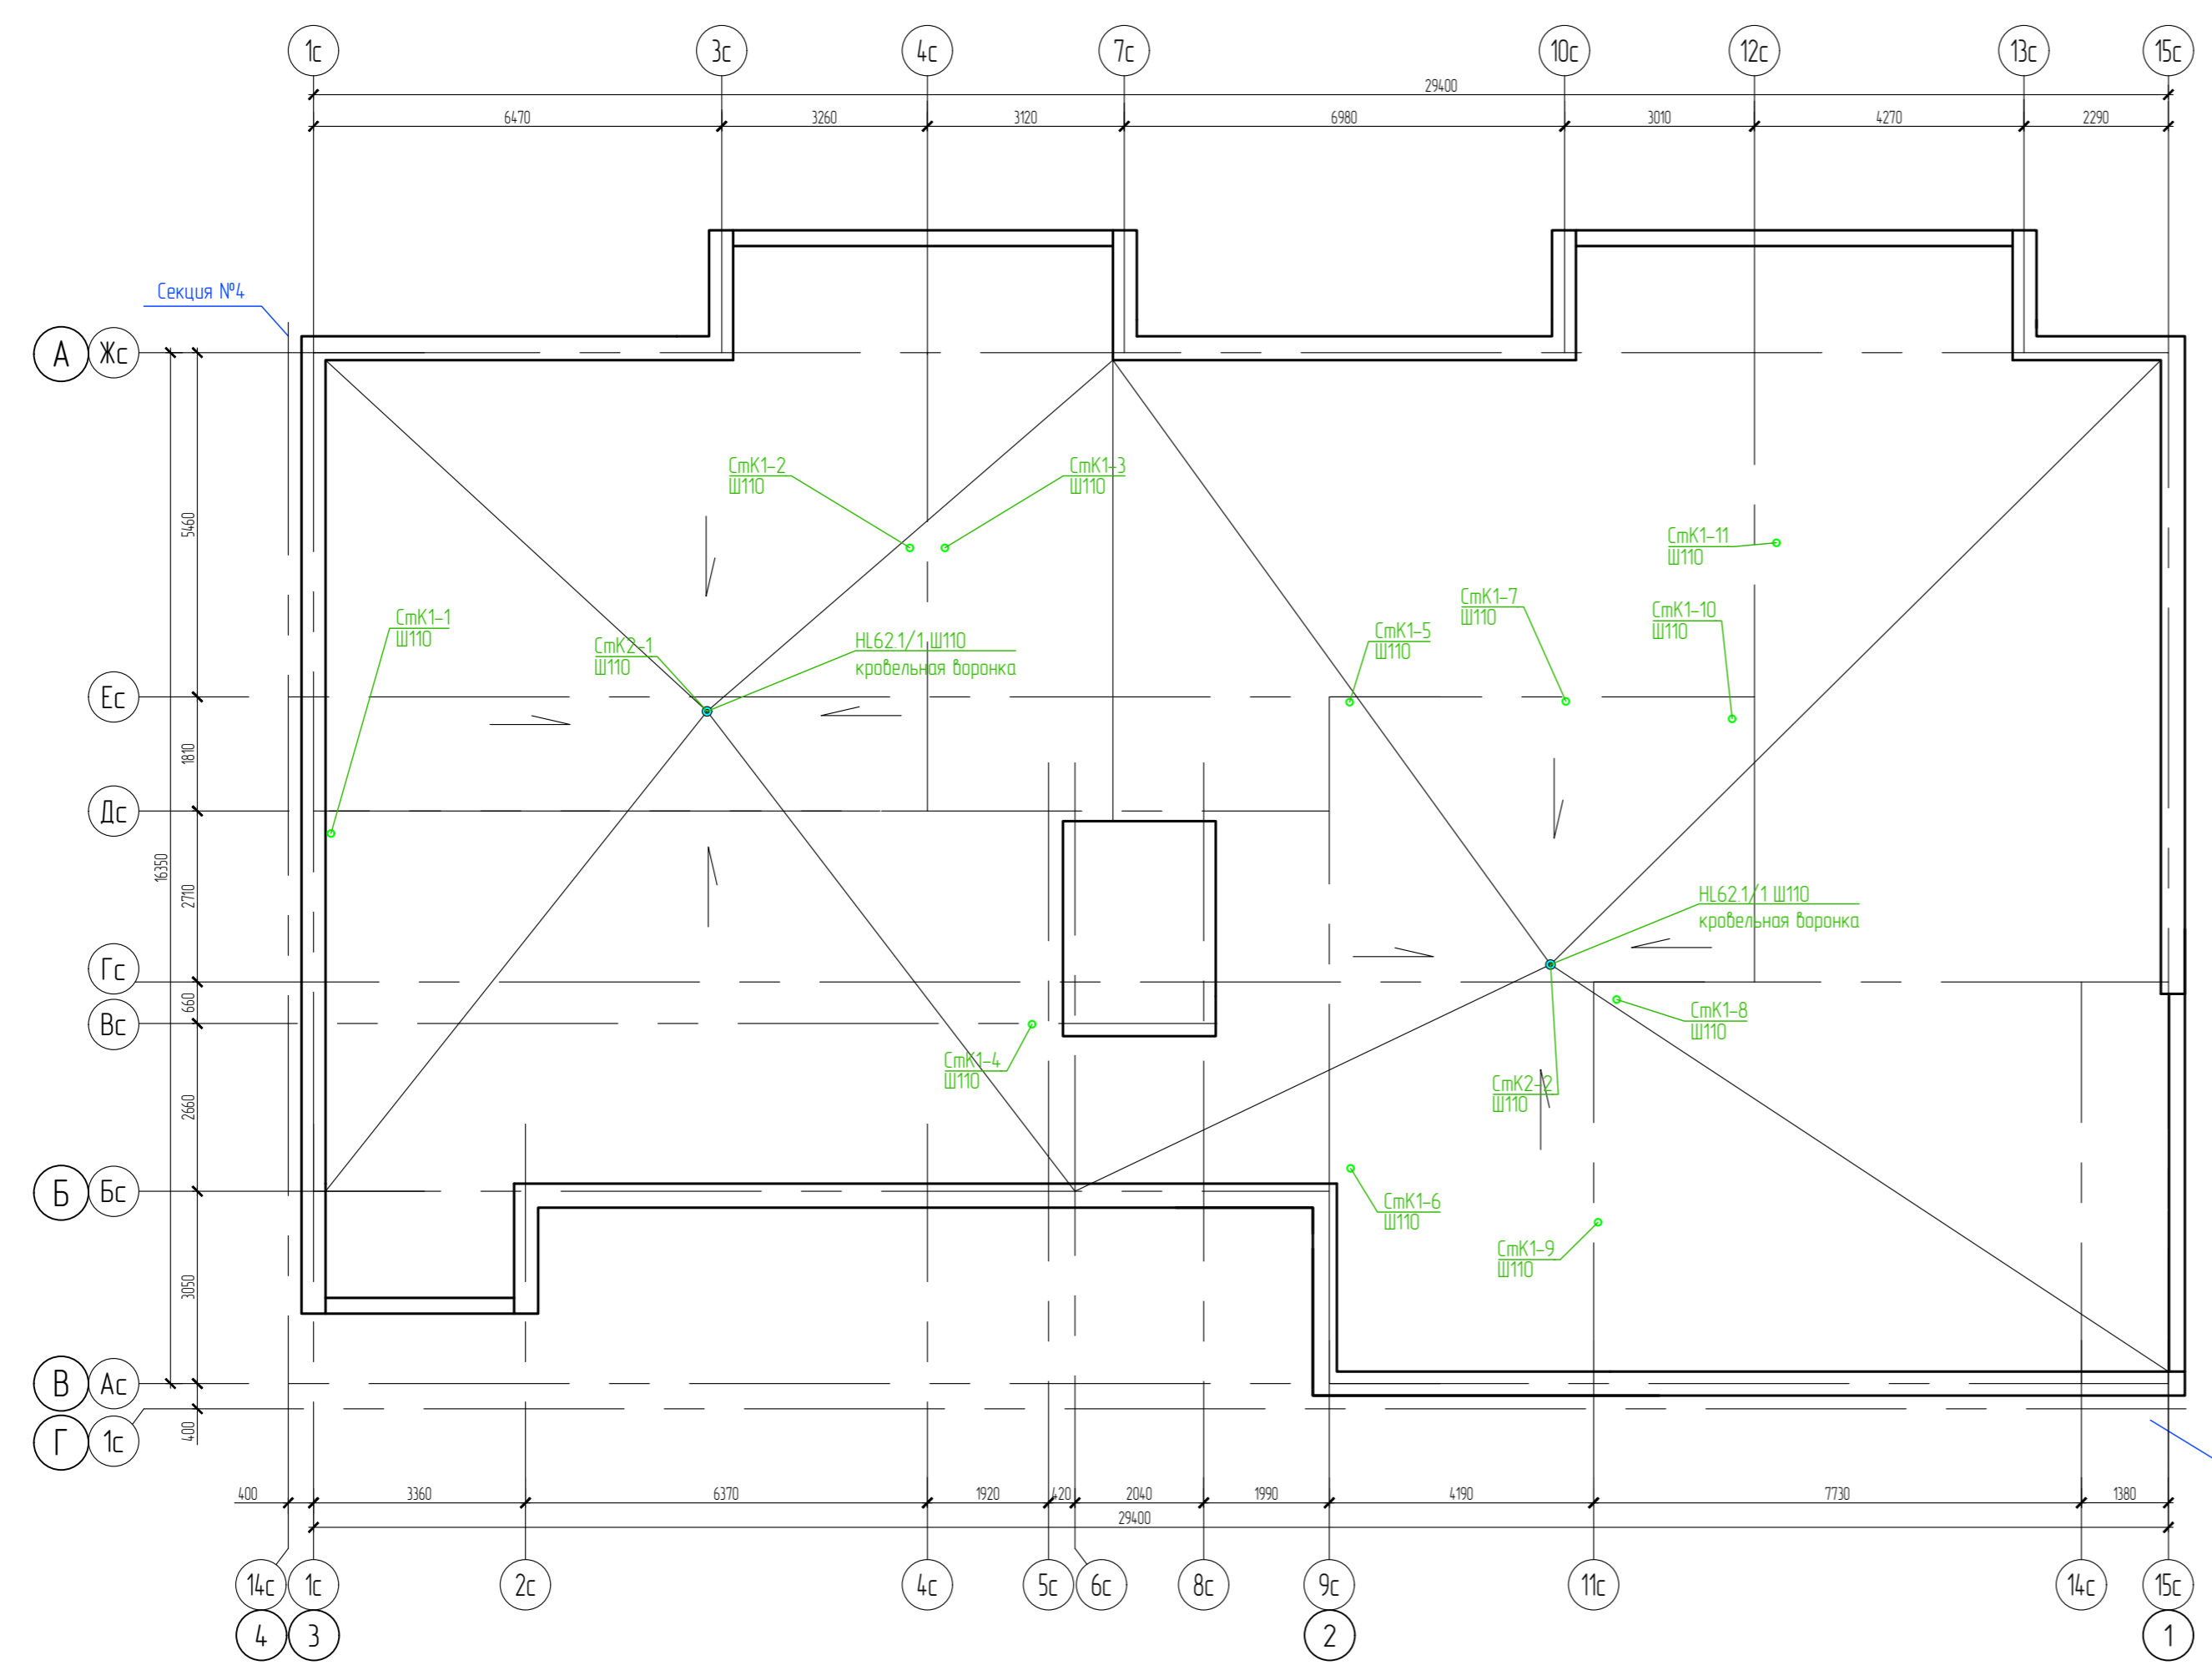 1с 3с 4с 7с 10с 12с 13с 15с
29400
6470 3260 3120 6980 3010 4270 2290
Секция №4
А Жс
СтК1-2
Ш110
СтК1-3
Ш110
5460
СтК1-11
Ш110
СтК1-7
Ш110
СтК1-10
Ш110
СтК1-1
Ш110
СтК1-5
Ш110
СтК2-1
Ш110
HL62.1/1 Ш110
кровельная воронка
Ес
1810
Дс
16350
2710
HL62.1/1 Ш110
кровельная воронка
Гс
660
Вс
СтК1-8
Ш110
СтК1-4
Ш110
СтК2-2
Ш110
2660
Б Бс
СтК1-6
Ш110
СтК1-9
Ш110
3050
В Ас
400
Г 1с
400 3360 6370 1920 420 2040 1990 4190 7730 1380
29400
14с 1с 2с 4с 5с 6с 8с 9с 11с 14с 15с
4 3 2 1